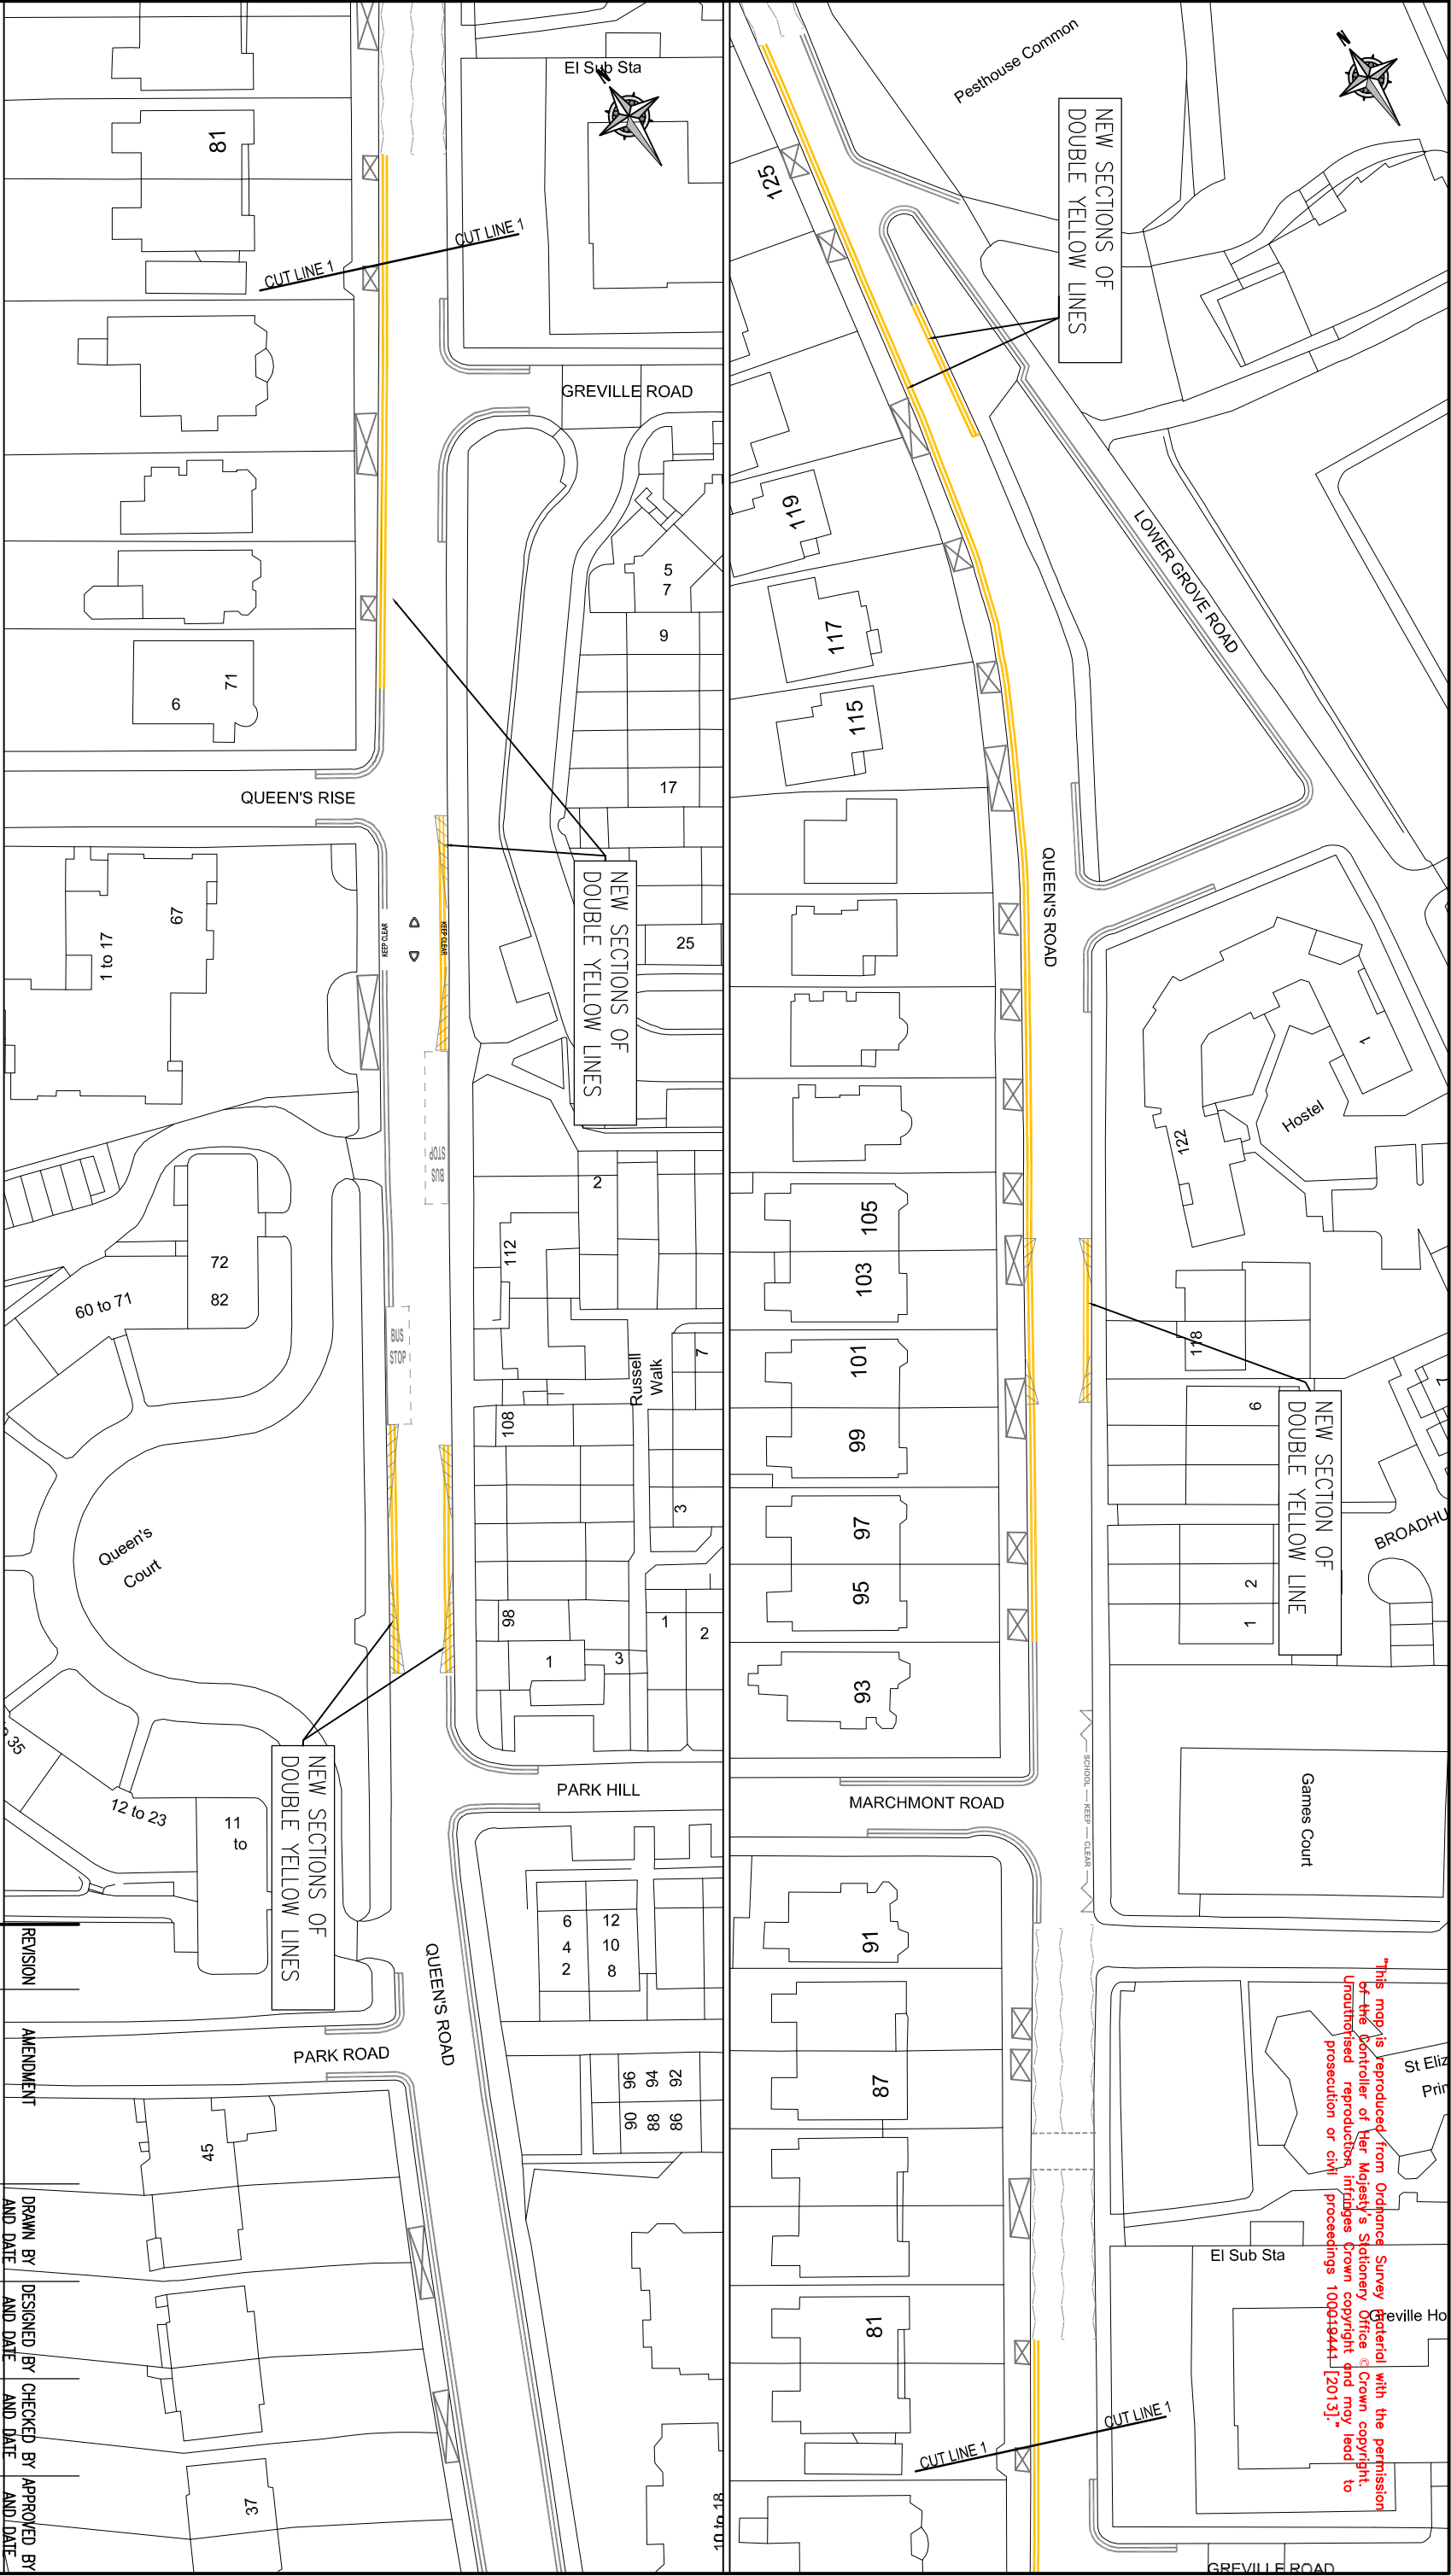 El Sub Sta
N
81
CUT LINE 1
CUT LINE 1
GREVILLE ROAD
5
7
9
71
6
17
QUEEN'S RISE
NEW SECTIONS OF
DOUBLE YELLOW LINES
67
1 to 17
KEEP CLEAR
KEEP CLEAR
25
BUS
STOP
2
112
72
82
60 to 71
BUS
STOP
Russell
Walk
7
108
3
Queen's
Court
98
1
3
1
2
35
NEW SECTIONS OF
DOUBLE YELLOW LINES
PARK HILL
12 to 23
11
to
6
4
2
12
10
8
QUEEN'S ROAD
PARK ROAD
96
94
92
90
88
86
45
37
10 to 18
REVISION
AMENDMENT
DRAWN BY
AND DATE
DESIGNED BY
AND DATE
CHECKED BY
AND DATE
APPROVED BY
AND DATE
Pesthouse Common
N
NEW SECTIONS OF
DOUBLE YELLOW LINES
125
119
LOWER GROVE ROAD
117
115
QUEEN'S ROAD
1
Hostel
122
105
103
118
101
99
6
7
NEW SECTION OF
DOUBLE YELLOW LINE
BROADHU
97
95
2
1
93
SCHOOL — KEEP — CLEAR
Games Court
MARCHMONT ROAD
91
"This map is reproduced from Ordnance Survey material with the permission
of the Controller of Her Majesty's Stationery Office © Crown copyright.
Unauthorised reproduction infringes Crown copyright and may lead to
prosecution or civil proceedings 100019441 [2013]."
St Eliz
Prin
87
El Sub Sta
Greville Ho
81
CUT LINE 1
CUT LINE 1
GREVILLE ROAD